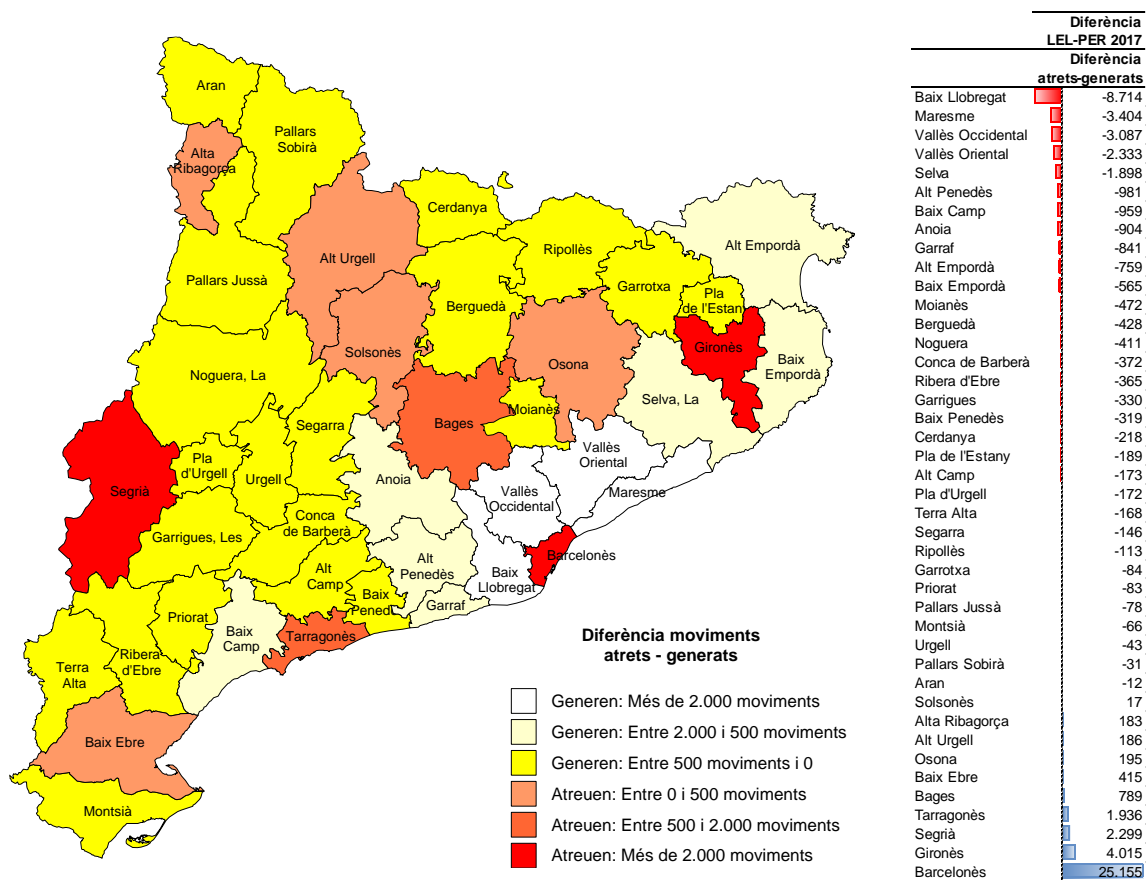 Aran
Pallars
Sobirà
Alta
Ribagorça
Cerdanya
Alt Urgell
Ripollès
Alt Empordà
Pallars Jussà
Berguedà
Garrotxa
Pla
de l'Estany
Solsonès
Osona
Gironès
Baix
Empordà
Noguera, La
Bages
Moianès
Selva, La
Segarra
Vallès
Oriental
Pla
d'Urgell
Urgell
Anoia
Segrià
Vallès
Occidental
Maresme
Conca
de Barberà
Garrigues, Les
Barcelonès
Alt
Camp
Alt
Penedès
Baix
Llobregat
Baix
Pened
Garraf
Priorat
Baix
Camp
Tarragonès
Ribera
d'Ebre
Terra
Alta
Baix Ebre
Montsià
Diferència moviments
atrets - generats
Generen: Més de 2.000 moviments
Generen: Entre 2.000 i 500 moviments
Generen: Entre 500 moviments i 0
Atreuen: Entre 0 i 500 moviments
Atreuen: Entre 500 i 2.000 moviments
Atreuen: Més de 2.000 moviments
Diferència
LEL-PER 2017
Diferència
atrets-generats
Baix Llobregat -8.714
Maresme -3.404
Vallès Occidental -3.087
Vallès Oriental -2.333
Selva -1.898
Alt Penedès -981
Baix Camp -959
Anoia -904
Garraf -841
Alt Empordà -759
Baix Empordà -565
Moianès -472
Berguedà -428
Noguera -411
Conca de Barberà -372
Ribera d'Ebre -365
Garrigues -330
Baix Penedès -319
Cerdanya -218
Pla de l'Estany -189
Alt Camp -173
Pla d'Urgell -172
Terra Alta -168
Segarra -146
Ripollès -113
Garrotxa -84
Priorat -83
Pallars Jussà -78
Montsià -66
Urgell -43
Pallars Sobirà -31
Aran -12
Solsonès 17
Alta Ribagorça 183
Alt Urgell 186
Osona 195
Baix Ebre 415
Bages 789
Tarragonès 1.936
Segrià 2.299
Gironès 4.015
Barcelonès 25.155